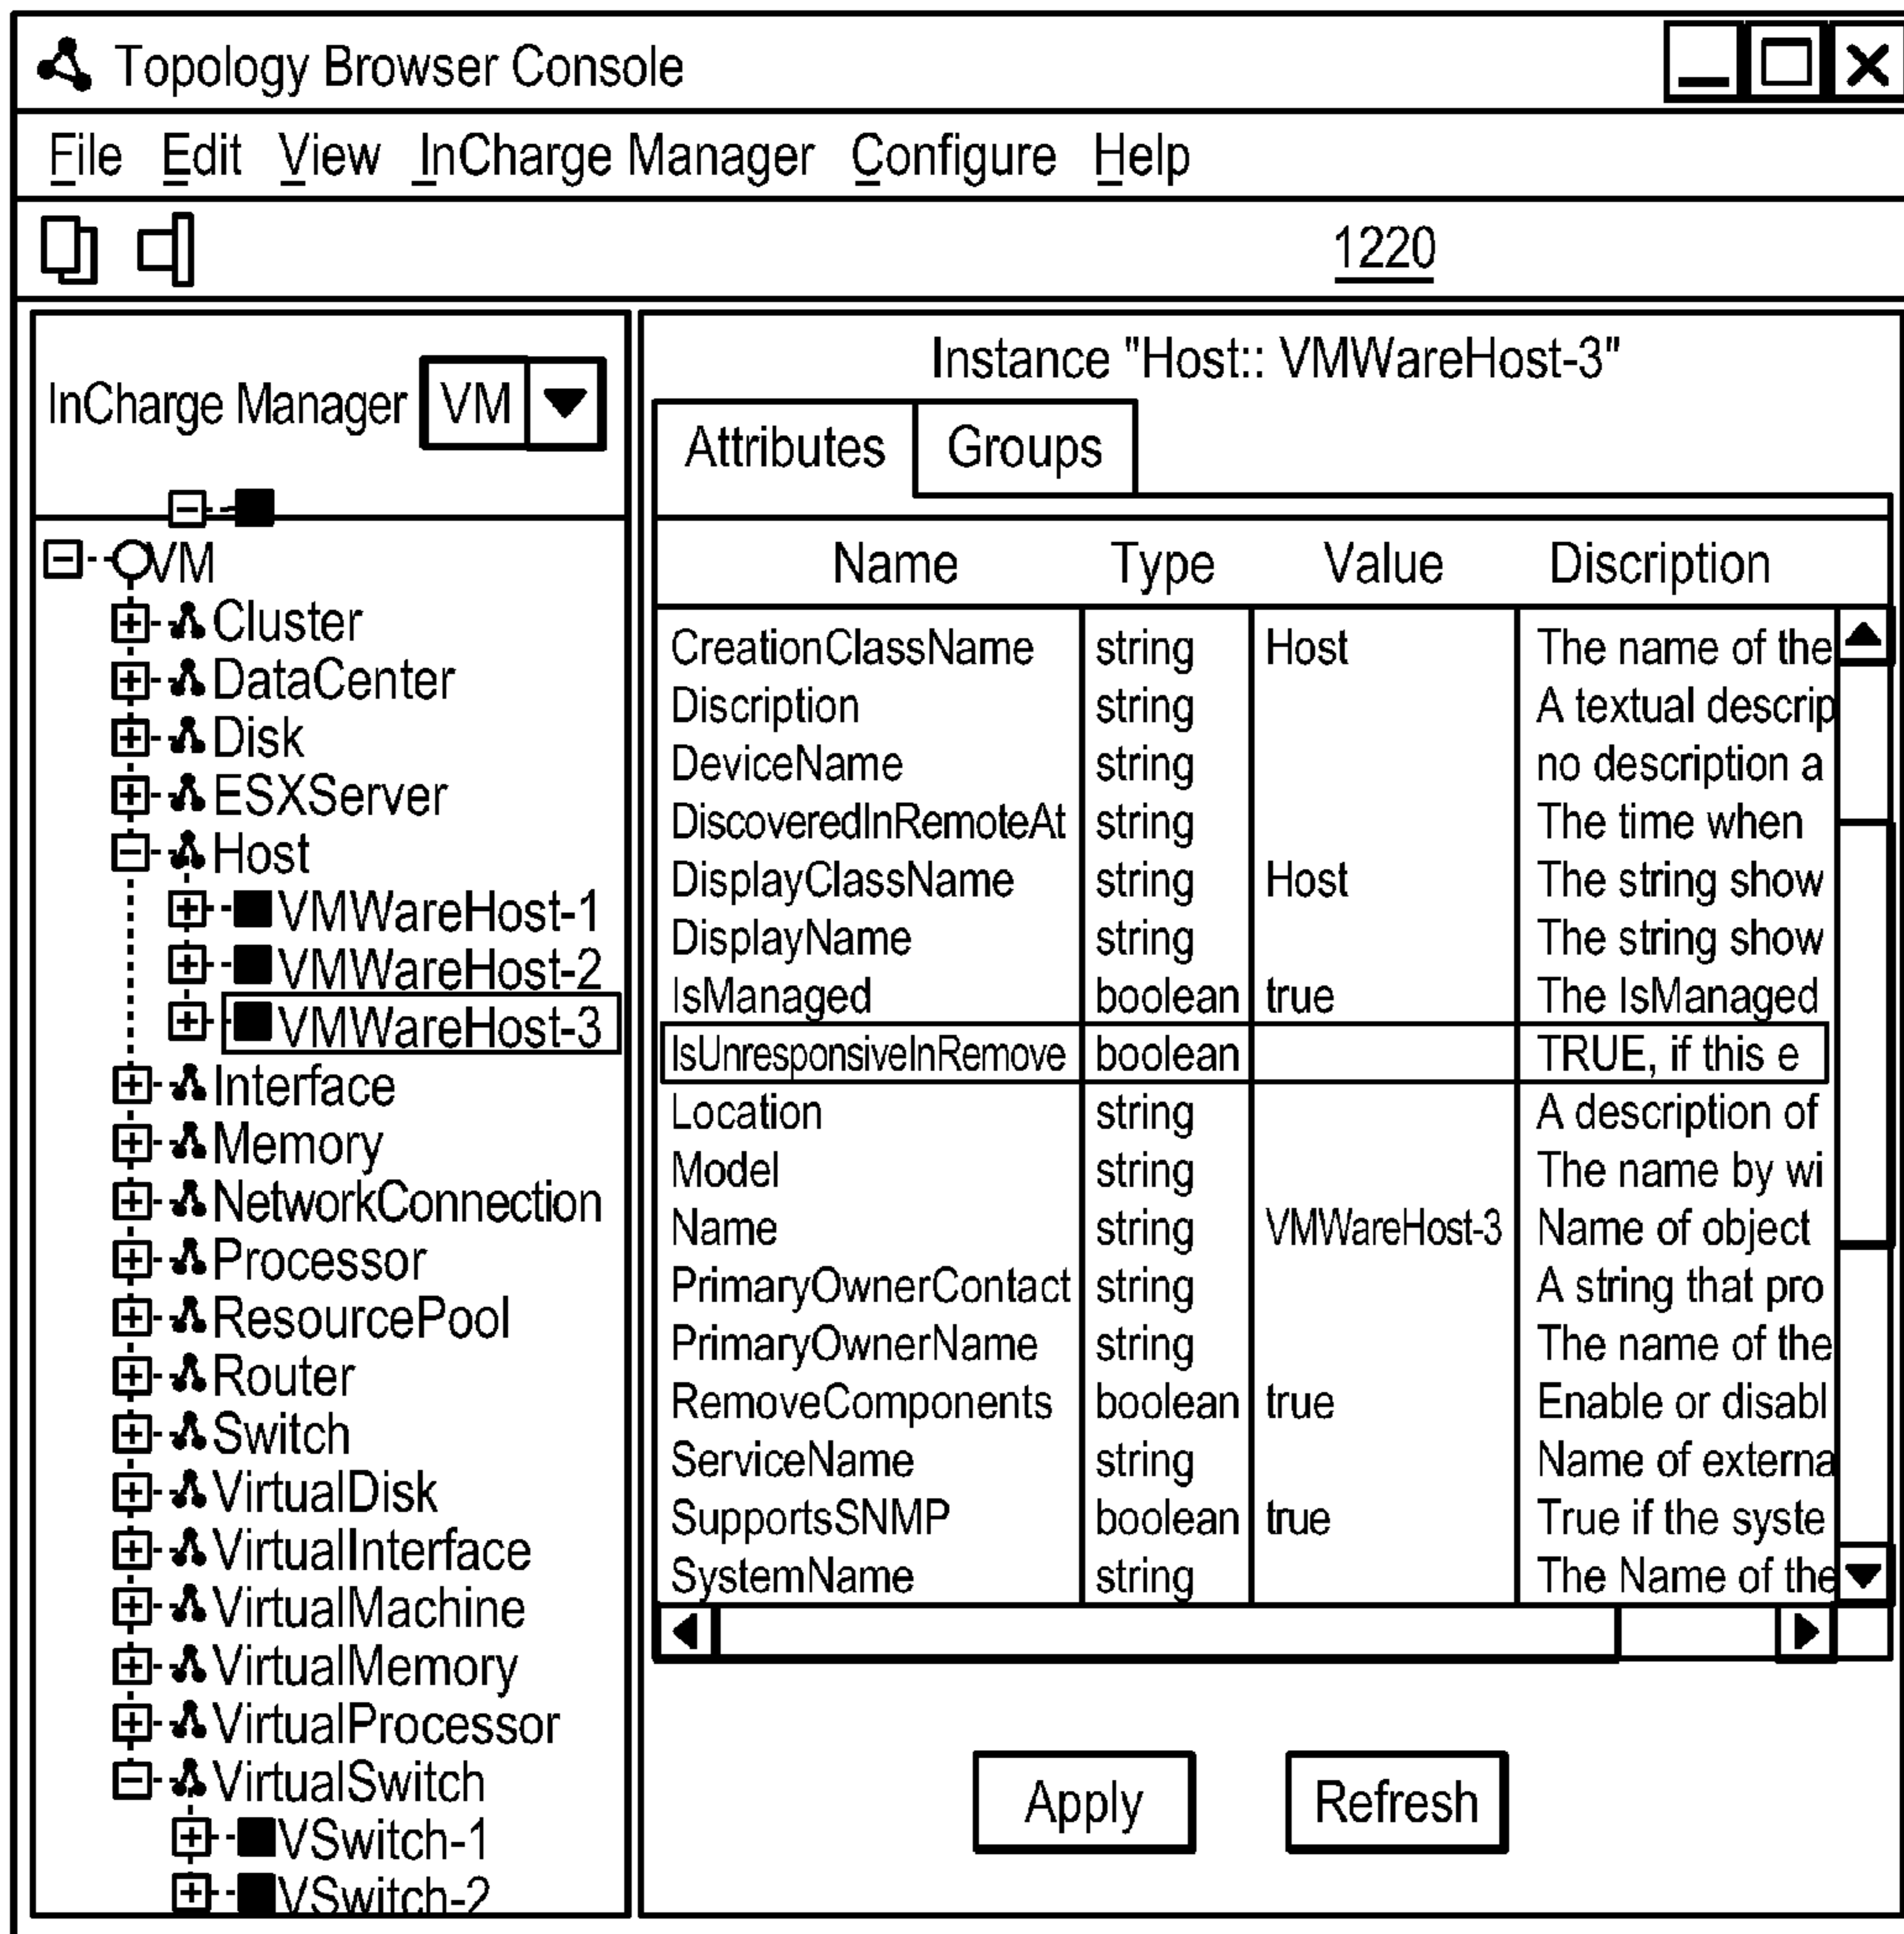 Topology Browser Console
File Edit View InCharge Manager Configure Help
1220
InCharge Manager VM
VM
Cluster
DataCenter
Disk
ESXServer
Host
VMWareHost-1
VMWareHost-2
VMWareHost-3
Interface
Memory
NetworkConnection
Processor
ResourcePool
Router
Switch
VirtualDisk
VirtualInterface
VirtualMachine
VirtualMemory
VirtualProcessor
VirtualSwitch
VSwitch-1
VSwitch-2
Instance "Host:: VMWareHost-3"
Attributes Groups
Name Type Value Discription
CreationClassName string Host The name of the
Discription string A textual descrip
DeviceName string no description a
DiscoveredInRemoteAt string The time when
DisplayClassName string Host The string show
DisplayName string The string show
IsManaged boolean true The IsManaged
IsUnresponsiveInRemove boolean TRUE, if this e
Location string A description of
Model string The name by wi
Name string VMWareHost-3 Name of object
PrimaryOwnerContact string A string that pro
PrimaryOwnerName string The name of the
RemoveComponents boolean true Enable or disabl
ServiceName string Name of externa
SupportsSNMP boolean true True if the syste
SystemName string The Name of the
Apply Refresh